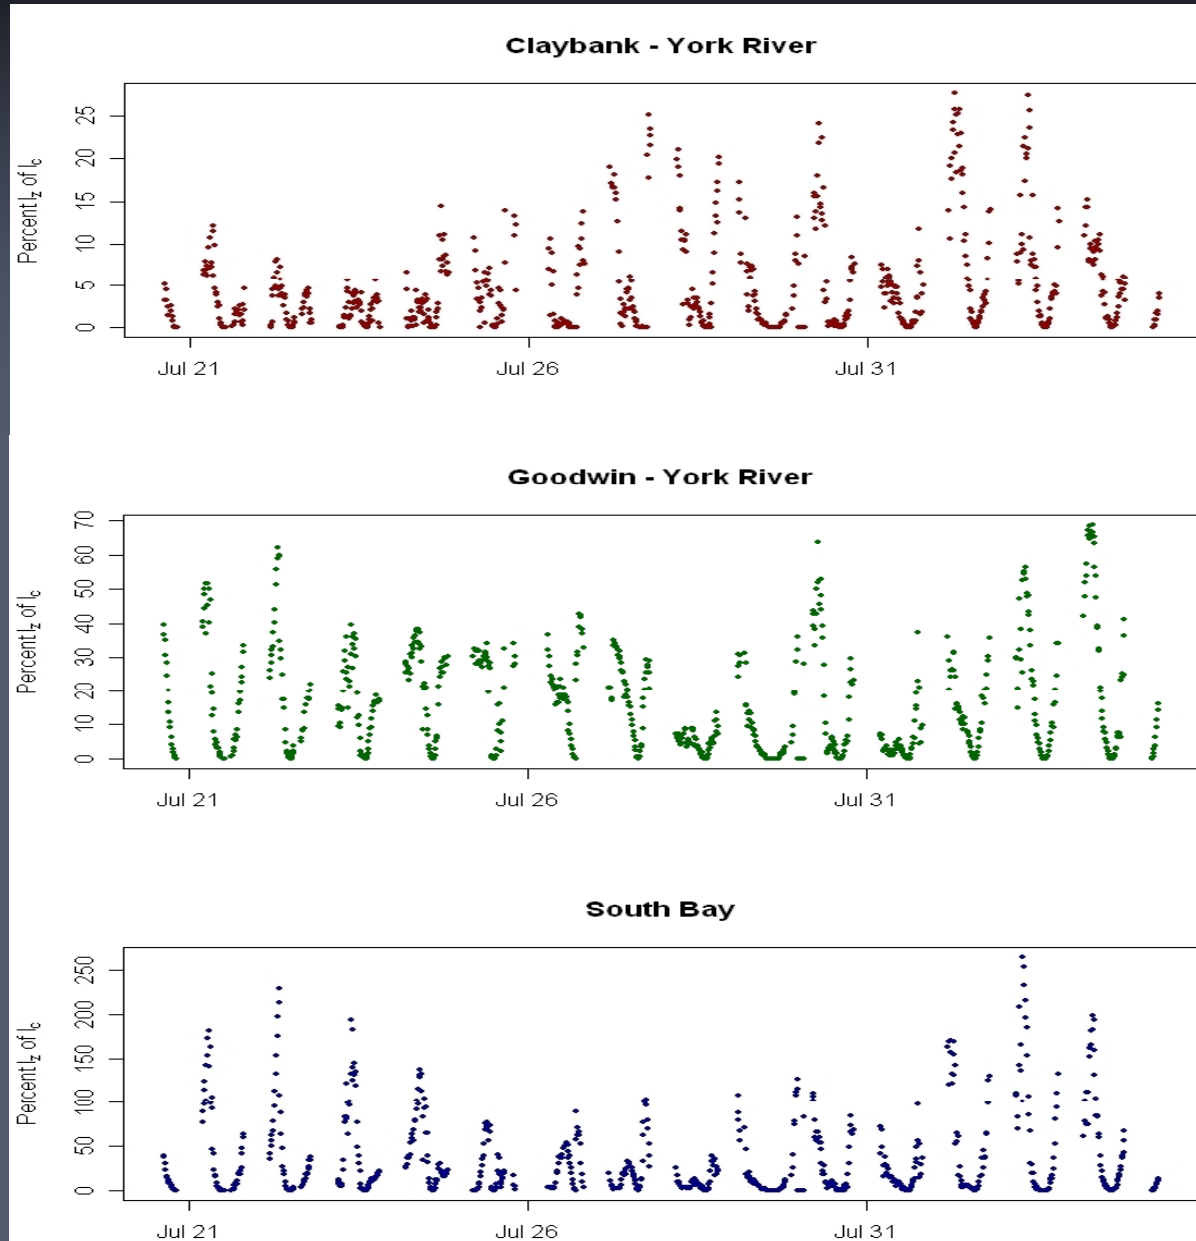 Claybank - York River
Percent Iz of Ic
25
20
15
10
5
0
Jul 21 Jul 26 Jul 31
Goodwin - York River
Percent Iz of Ic
70
60
50
40
30
20
10
0
Jul 21 Jul 26 Jul 31
South Bay
Percent Iz of Ic
250
200
150
100
50
0
Jul 21 Jul 26 Jul 31